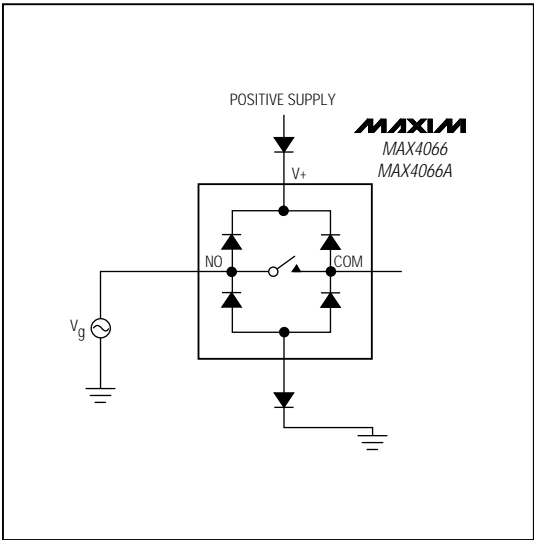 POSITIVE SUPPLY
MAXIM
MAX4066
MAX4066A
V+
NO
COM
Vg